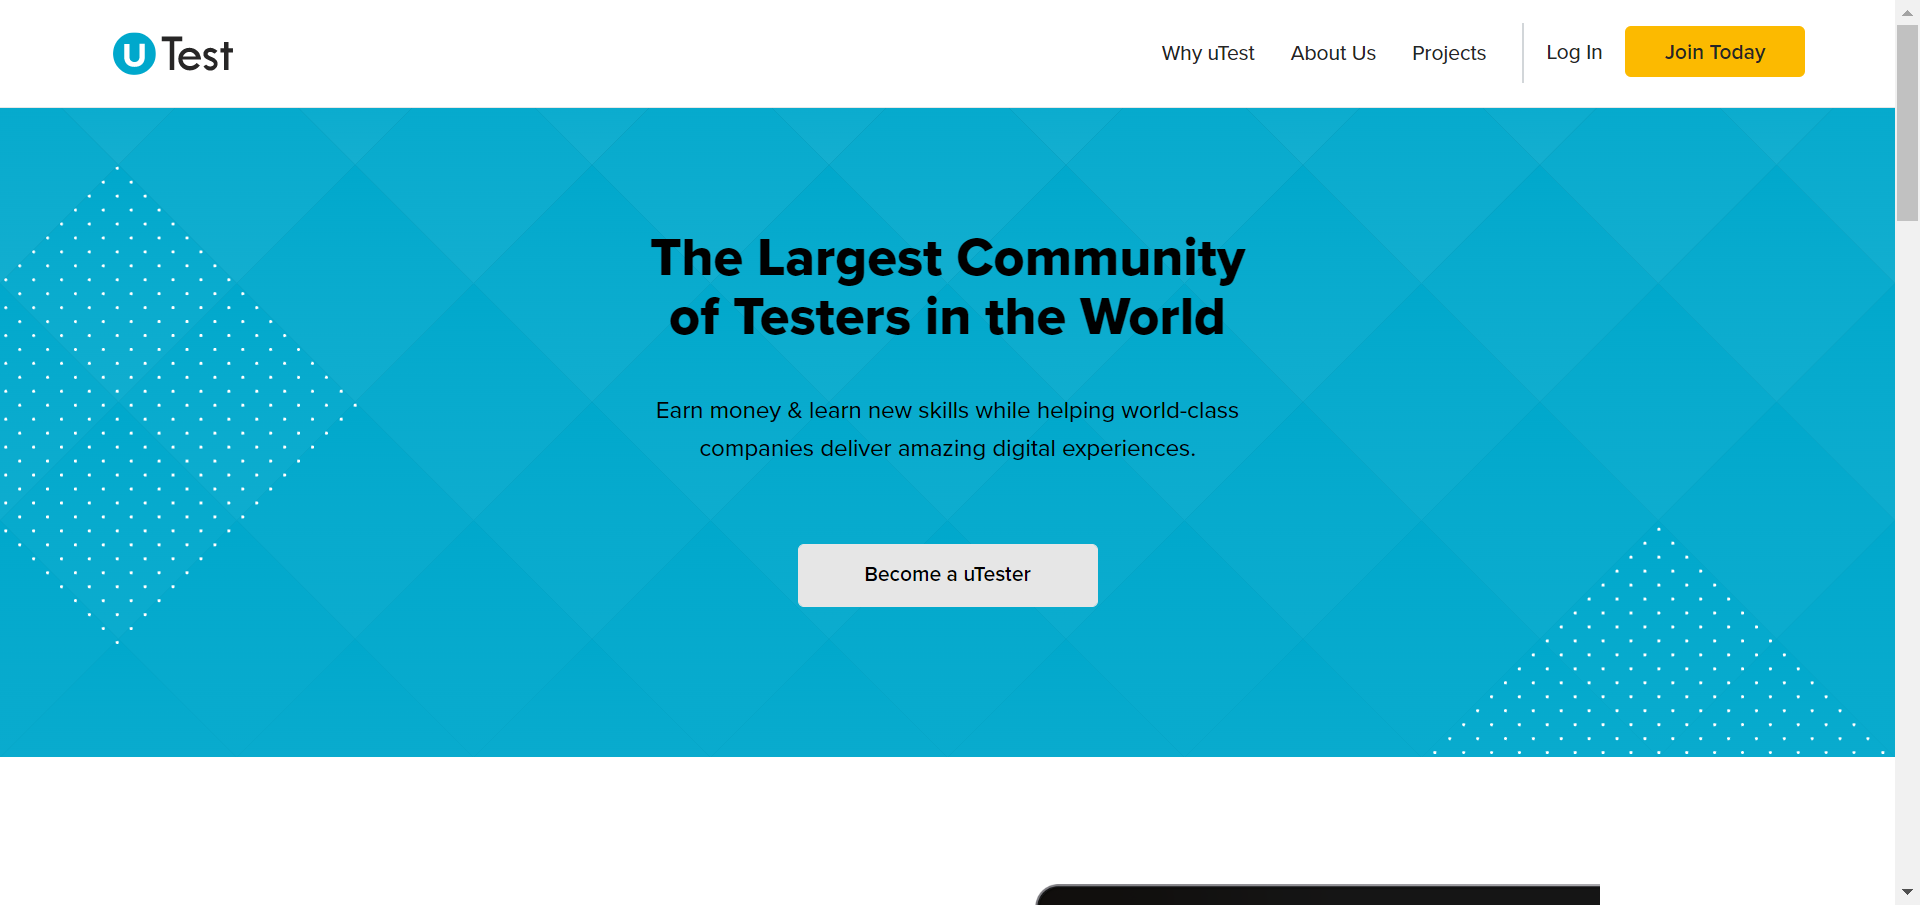 uTest
Why uTest
About Us
Projects
Log In
Join Today
The Largest Community
of Testers in the World
Earn money & learn new skills while helping world-class
companies deliver amazing digital experiences.
Become a uTester